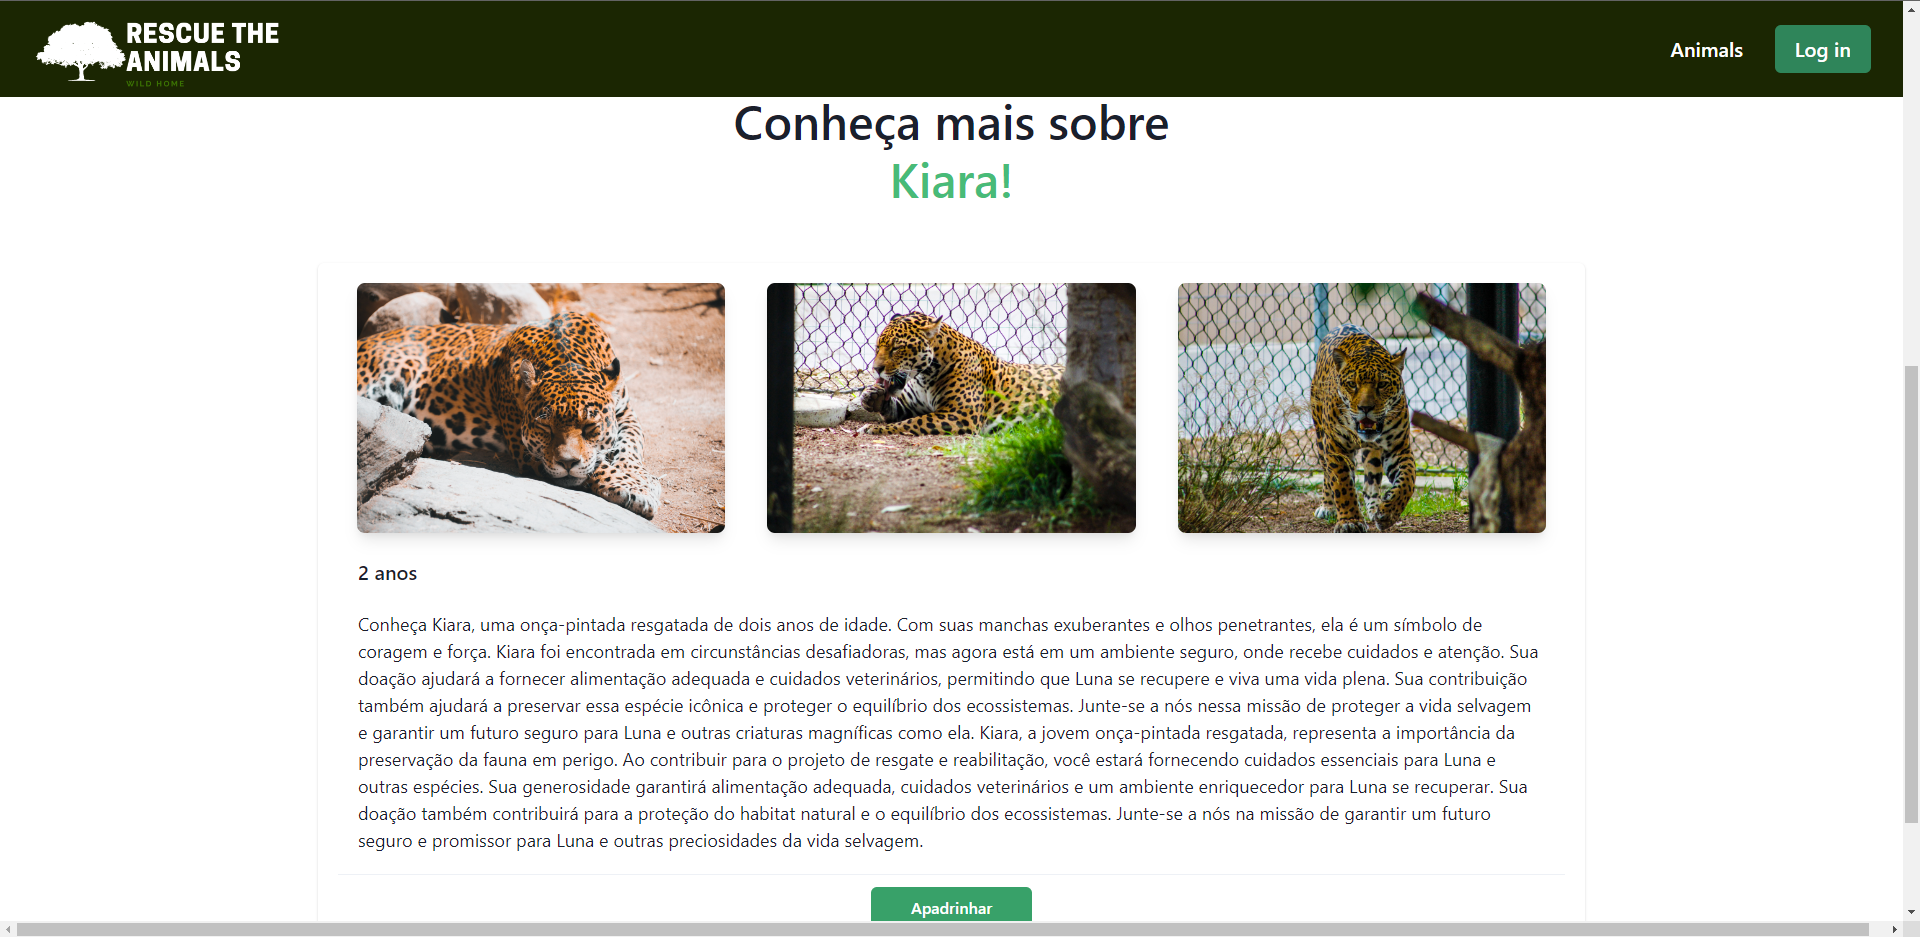 RESCUE THE
ANIMALS
WILD HOME
Animals
Log in
Conheça mais sobre
Kiara!
2 anos
Conheça Kiara, uma onça-pintada resgatada de dois anos de idade. Com suas manchas exuberantes e olhos penetrantes, ela é um símbolo de
coragem e força. Kiara foi encontrada em circunstâncias desafiadoras, mas agora está em um ambiente seguro, onde recebe cuidados e atenção. Sua
doação ajudará a fornecer alimentação adequada e cuidados veterinários, permitindo que Luna se recupere e viva uma vida plena. Sua contribuição
também ajudará a preservar essa espécie icônica e proteger o equilíbrio dos ecossistemas. Junte-se a nós nessa missão de proteger a vida selvagem
e garantir um futuro seguro para Luna e outras criaturas magníficas como ela. Kiara, a jovem onça-pintada resgatada, representa a importância da
preservação da fauna em perigo. Ao contribuir para o projeto de resgate e reabilitação, você estará fornecendo cuidados essenciais para Luna e
outras espécies. Sua generosidade garantirá alimentação adequada, cuidados veterinários e um ambiente enriquecedor para Luna se recuperar. Sua
doação também contribuirá para a proteção do habitat natural e o equilíbrio dos ecossistemas. Junte-se a nós na missão de garantir um futuro
seguro e promissor para Luna e outras preciosidades da vida selvagem.
Apadrinhar